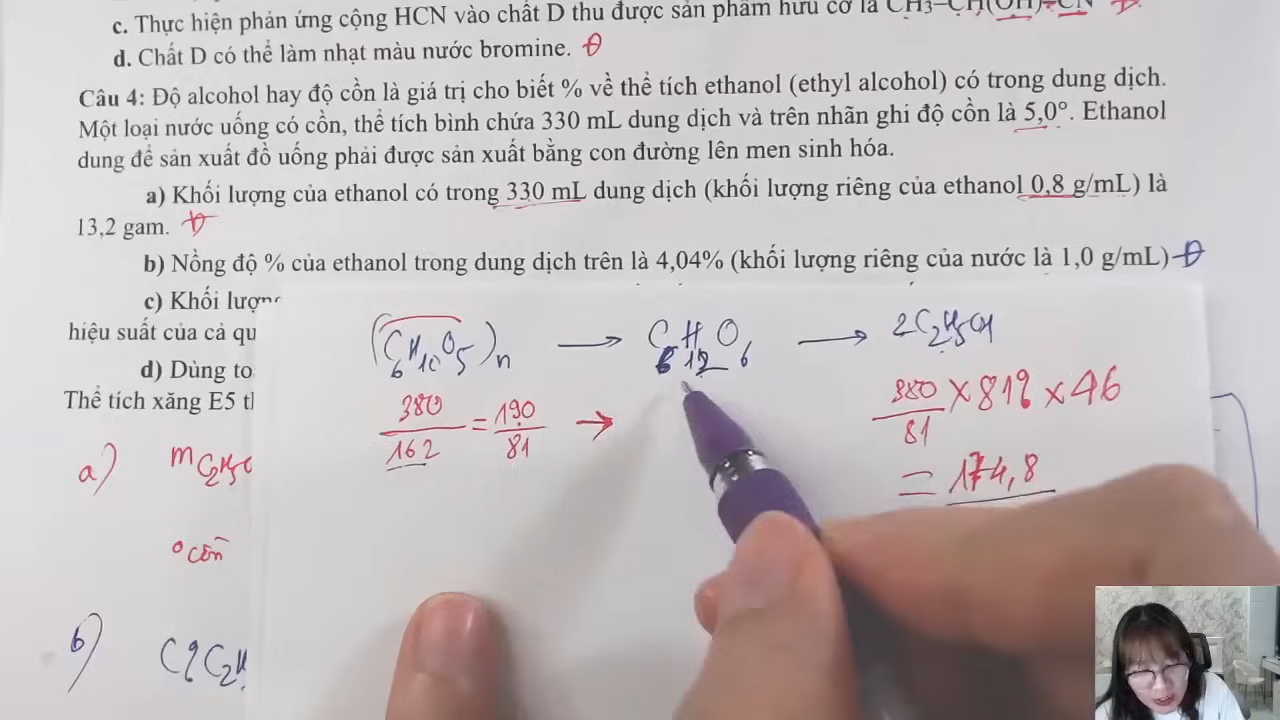 c. Thực hiện phản ứng cộng HCN vào chất D thu được sản phẩm hữu cơ là CH3–CH(OH)–CN Đ
d. Chất D có thể làm nhạt màu nước bromine. Đ
Câu 4: Độ alcohol hay độ cồn là giá trị cho biết % về thể tích ethanol (ethyl alcohol) có trong dung dịch.
Một loại nước uống có cồn, thể tích bình chứa 330 mL dung dịch và trên nhãn ghi độ cồn là 5,0°. Ethanol
dung để sản xuất đồ uống phải được sản xuất bằng con đường lên men sinh hóa.
a) Khối lượng của ethanol có trong 330 mL dung dịch (khối lượng riêng của ethanol 0,8 g/mL) là
13,2 gam. Đ
b) Nồng độ % của ethanol trong dung dịch trên là 4,04% (khối lượng riêng của nước là 1,0 g/mL) Đ
c) Khối lượng
hiệu suất của cả qu
d) Dùng to
Thể tích xăng E5 t
(C6H10O5)n → C6H12O6 → 2C2H5OH
380/162 = 190/81 → 380/81 × 81% × 46
= 174,8
a) mC2H5O
° cồn
b) C% C2H